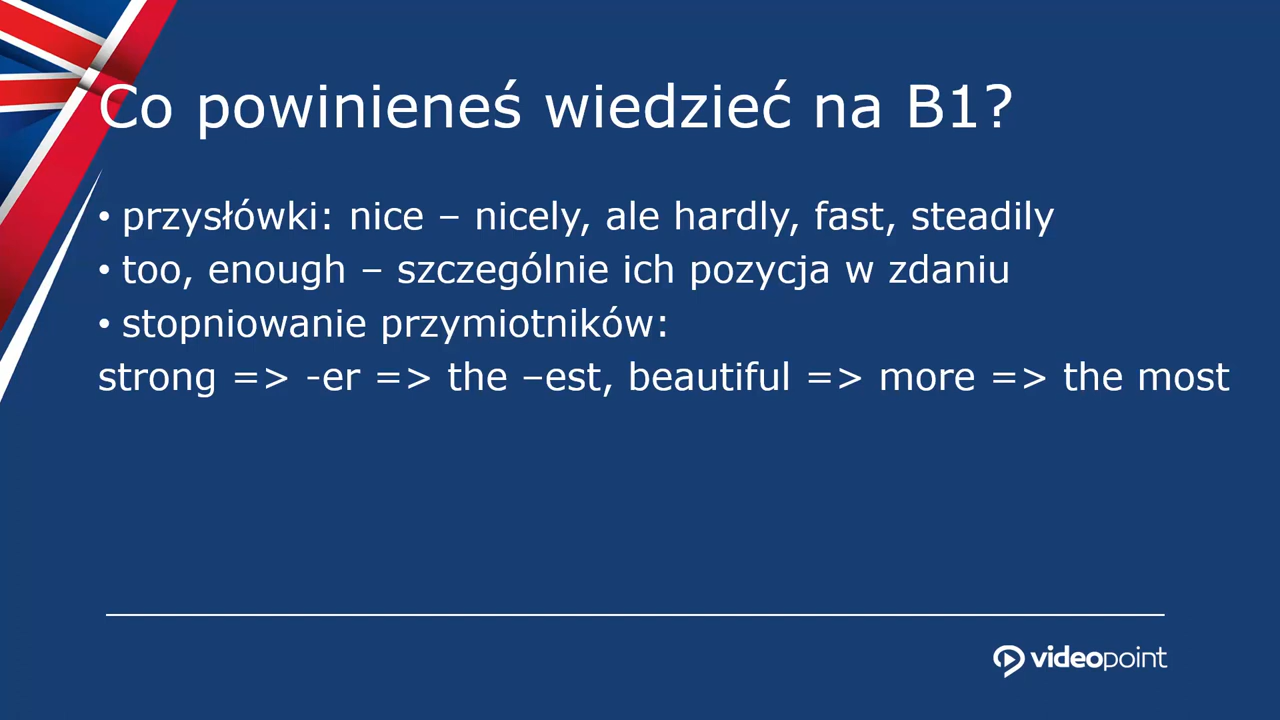 Co powinieneś wiedzieć na B1?
• przysłówki: nice – nicely, ale hardly, fast, steadily
• too, enough – szczególnie ich pozycja w zdaniu
• stopniowanie przymiotników:
strong => -er => the –est, beautiful => more => the most
videopoint